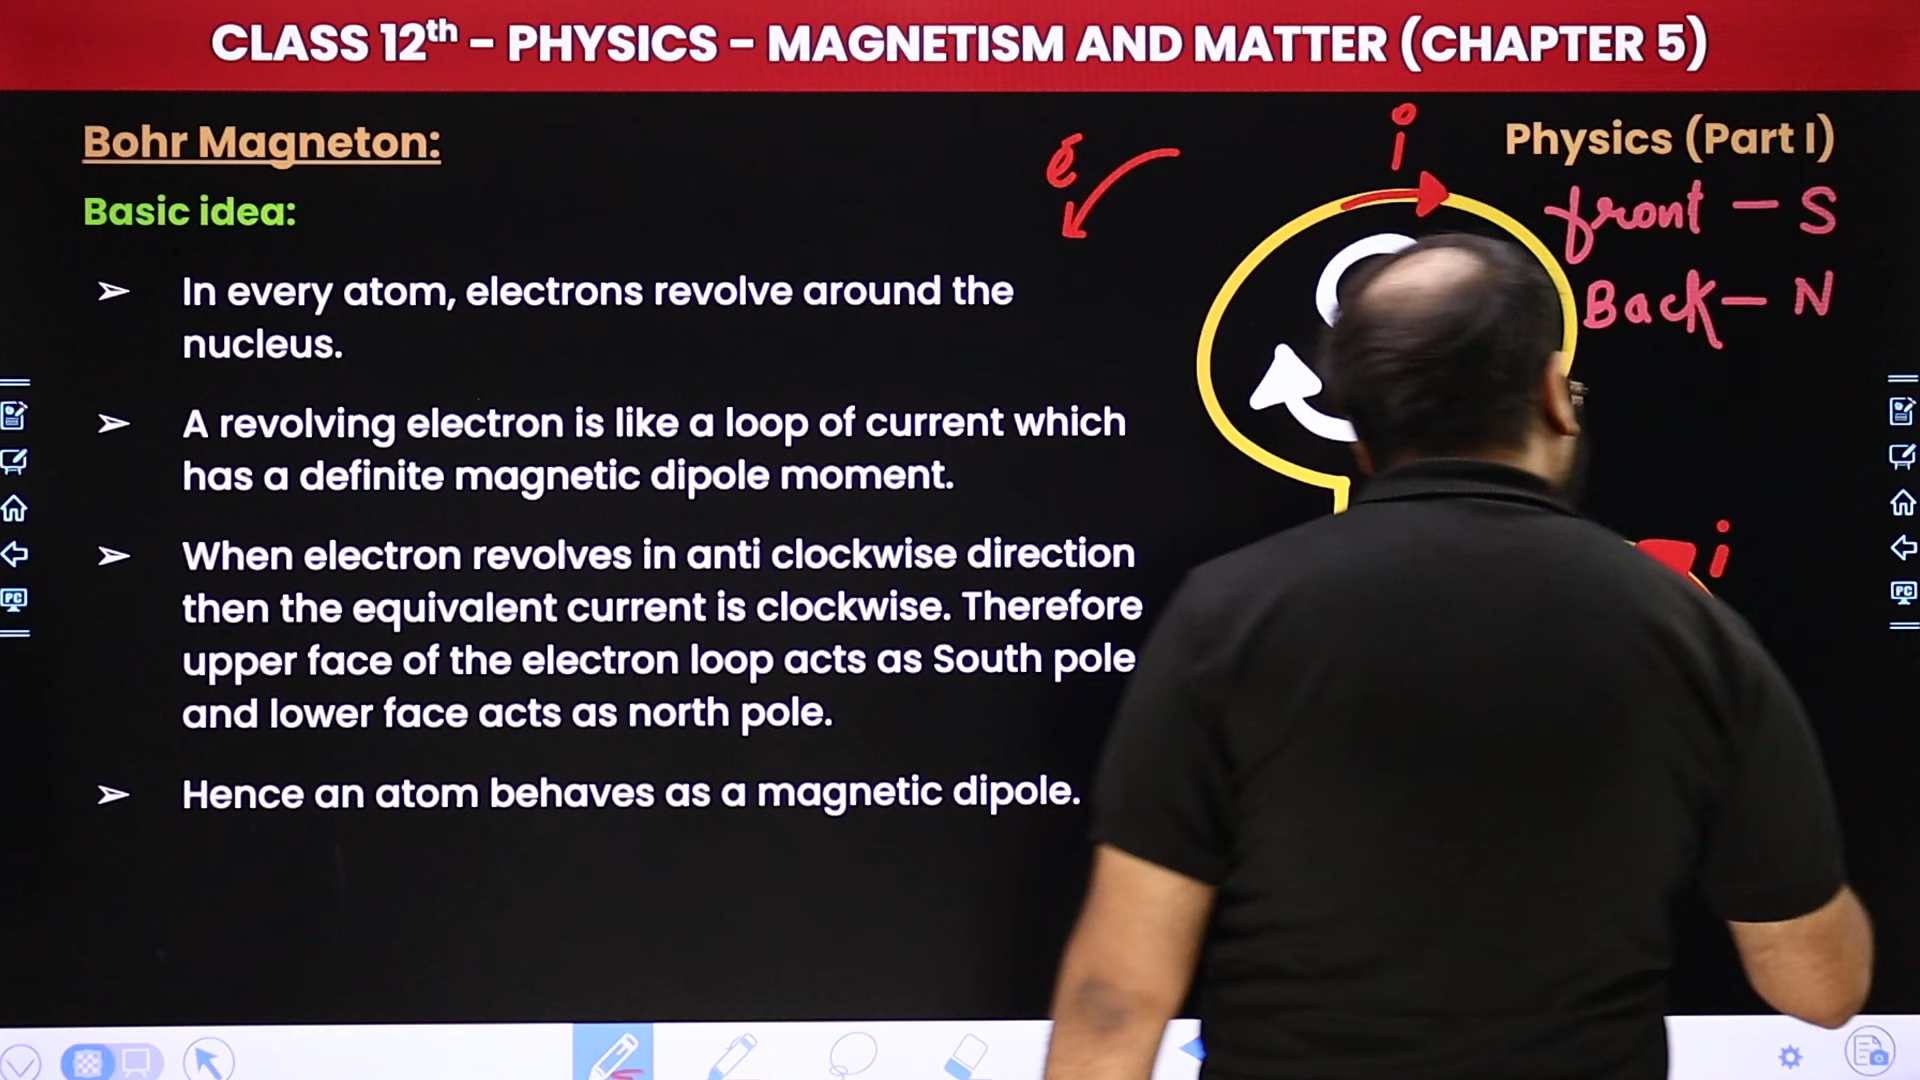 CLASS 12th - PHYSICS - MAGNETISM AND MATTER (CHAPTER 5)
Bohr Magneton:
Physics (Part I)
Basic idea:
➢ In every atom, electrons revolve around the
nucleus.
➢ A revolving electron is like a loop of current which
has a definite magnetic dipole moment.
➢ When electron revolves in anti clockwise direction
then the equivalent current is clockwise. Therefore
upper face of the electron loop acts as South pole
and lower face acts as north pole.
➢ Hence an atom behaves as a magnetic dipole.
i
front - S
Back - N
i
PC
PC